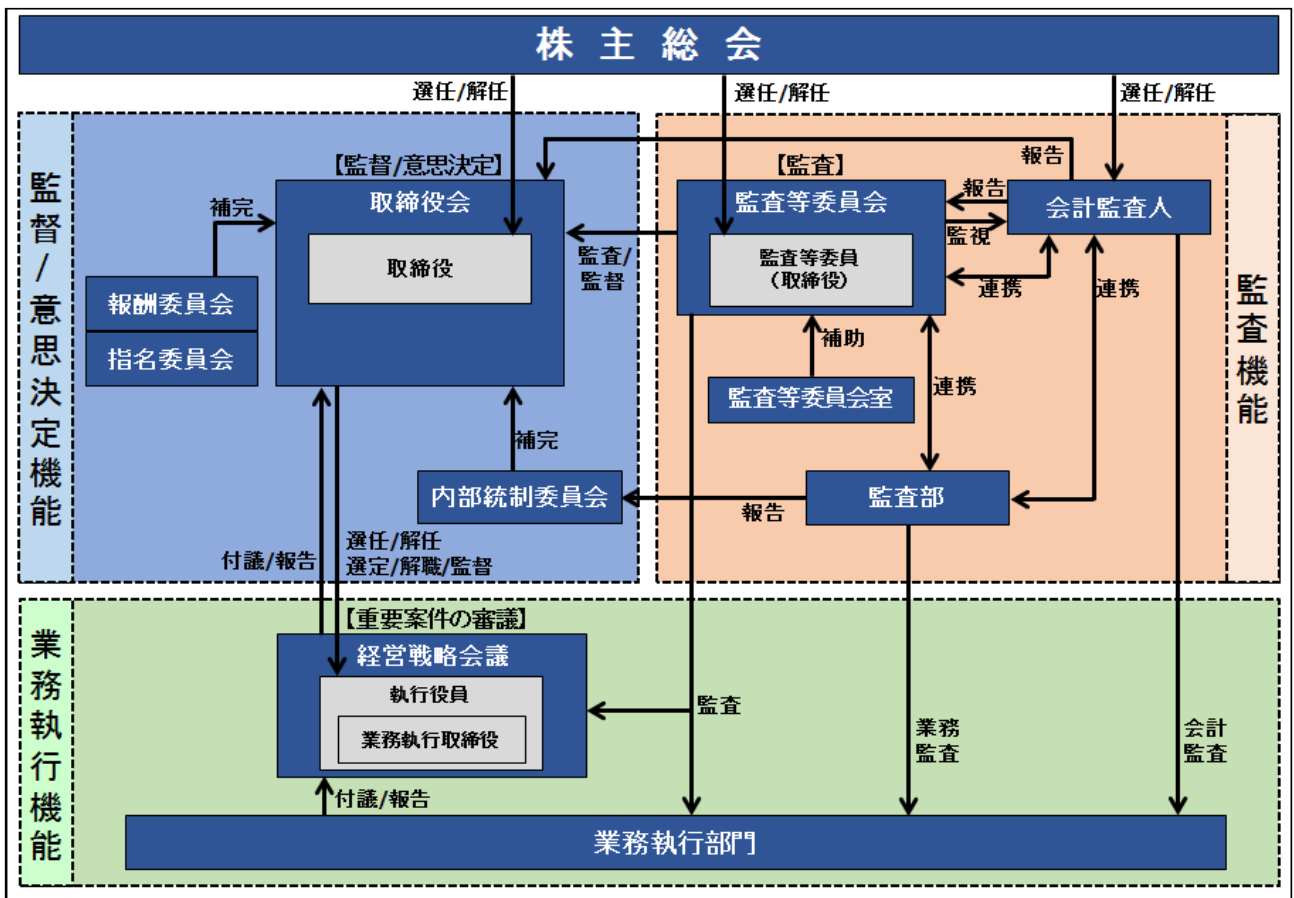 株主総会
選任/解任
選任/解任
選任/解任
監督/意思決定機能
【監督/意思決定】
取締役会
取締役
補完
報酬委員会
指名委員会
監査/
監督
補完
内部統制委員会
付議/報告
選任/解任
選定/解職/監督
監査機能
【監査】
監査等委員会
監査等委員
(取締役)
報告
報告
監視
会計監査人
連携
連携
補助
監査等委員会室
連携
監査部
報告
業務執行機能
【重要案件の審議】
経営戦略会議
執行役員
業務執行取締役
監査
業務
監査
会計
監査
付議/報告
業務執行部門